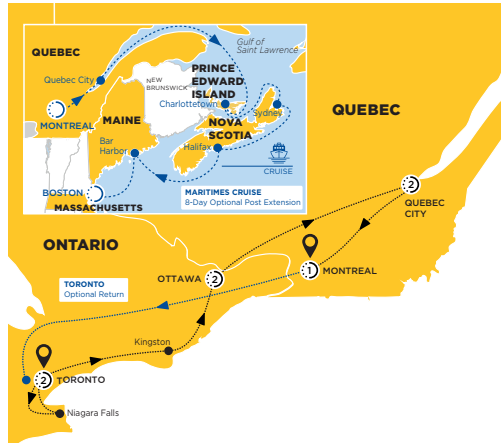 QUEBEC
Gulf of
Saint Lawrence
Quebec City
NEW
BRUNSWICK
PRINCE
EDWARD
ISLAND
Charlottetown
Sydney
MONTREAL
MAINE
NOVA
SCOTIA
Bar
Harbor
Halifax
CRUISE
BOSTON
MASSACHUSETTS
MARITIMES CRUISE
8-Day Optional Post Extension
QUEBEC
2
QUEBEC
CITY
ONTARIO
TORONTO
Optional Return
OTTAWA
2
1
MONTREAL
Kingston
2
TORONTO
Niagara Falls